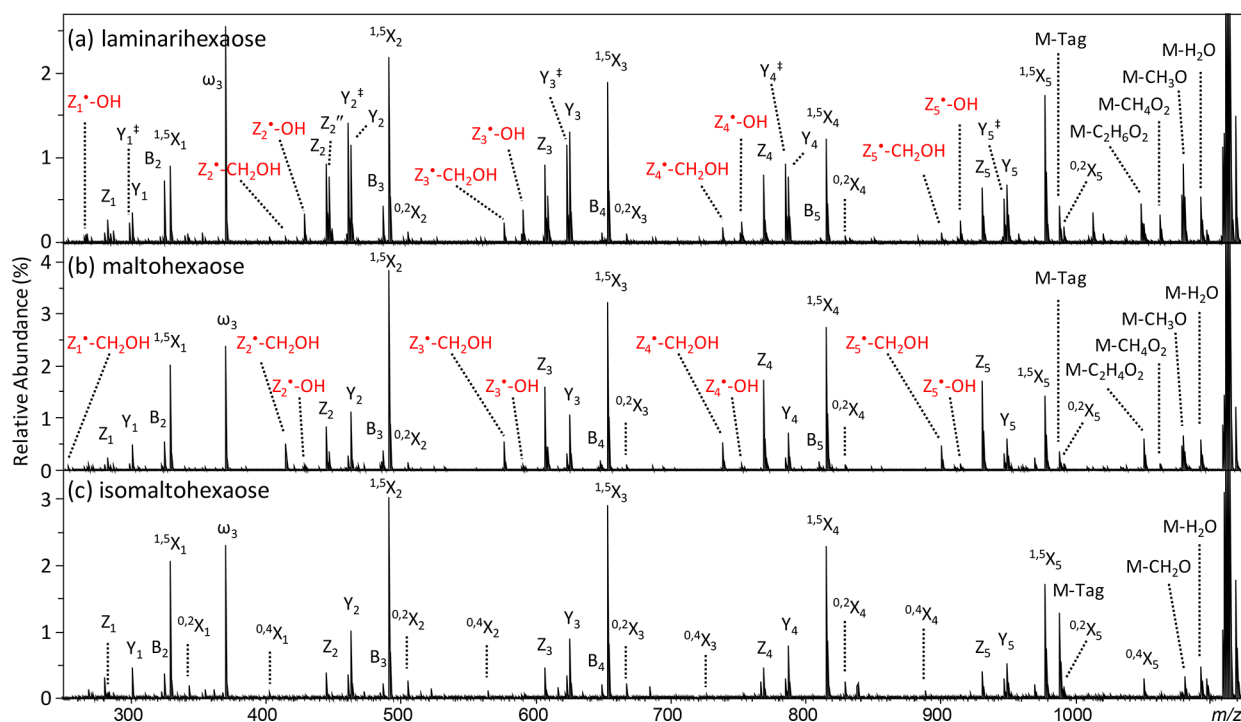 (a) laminarihexaose
Z₁•-OH
Z₁
Y₁‡
Y₁
B₂
¹,⁵X₁
ω₃
Z₂•-CH₂OH
Z₂•-OH
Z₂
Z₂″
Y₂‡
Y₂
B₃
¹,⁵X₂
⁰,²X₂
Z₃•-CH₂OH
Z₃•-OH
Z₃
Y₃‡
Y₃
B₄
¹,⁵X₃
⁰,²X₃
Z₄•-CH₂OH
Z₄•-OH
Z₄
Y₄‡
Y₄
B₅
¹,⁵X₄
⁰,²X₄
Z₅•-CH₂OH
Z₅•-OH
Z₅
Y₅‡
Y₅
¹,⁵X₅
M-Tag
⁰,²X₅
M-C₂H₆O₂
M-CH₄O₂
M-CH₃O
M-H₂O
2
1
0
(b) maltohexaose
Z₁•-CH₂OH
Z₁
Y₁
B₂
¹,⁵X₁
ω₃
Z₂•-CH₂OH
Z₂•-OH
Z₂
Y₂
B₃
¹,⁵X₂
⁰,²X₂
Z₃•-CH₂OH
Z₃•-OH
Z₃
Y₃
B₄
¹,⁵X₃
⁰,²X₃
Z₄•-CH₂OH
Z₄•-OH
Z₄
Y₄
B₅
¹,⁵X₄
⁰,²X₄
Z₅•-CH₂OH
Z₅•-OH
Z₅
Y₅
¹,⁵X₅
M-Tag
⁰,²X₅
M-C₂H₄O₂
M-CH₄O₂
M-CH₃O
M-H₂O
4
3
2
1
0
Relative Abundance (%)
(c) isomaltohexaose
Z₁
Y₁
B₂
¹,⁵X₁
⁰,²X₁
ω₃
⁰,⁴X₁
Z₂
Y₂
B₃
¹,⁵X₂
⁰,²X₂
⁰,⁴X₂
Z₃
Y₃
B₄
¹,⁵X₃
⁰,²X₃
⁰,⁴X₃
Z₄
Y₄
¹,⁵X₄
⁰,²X₄
⁰,⁴X₄
Z₅
Y₅
¹,⁵X₅
M-Tag
⁰,²X₅
⁰,⁴X₅
M-CH₂O
M-H₂O
3
2
1
0
300 400 500 600 700 800 900 1000 m/z